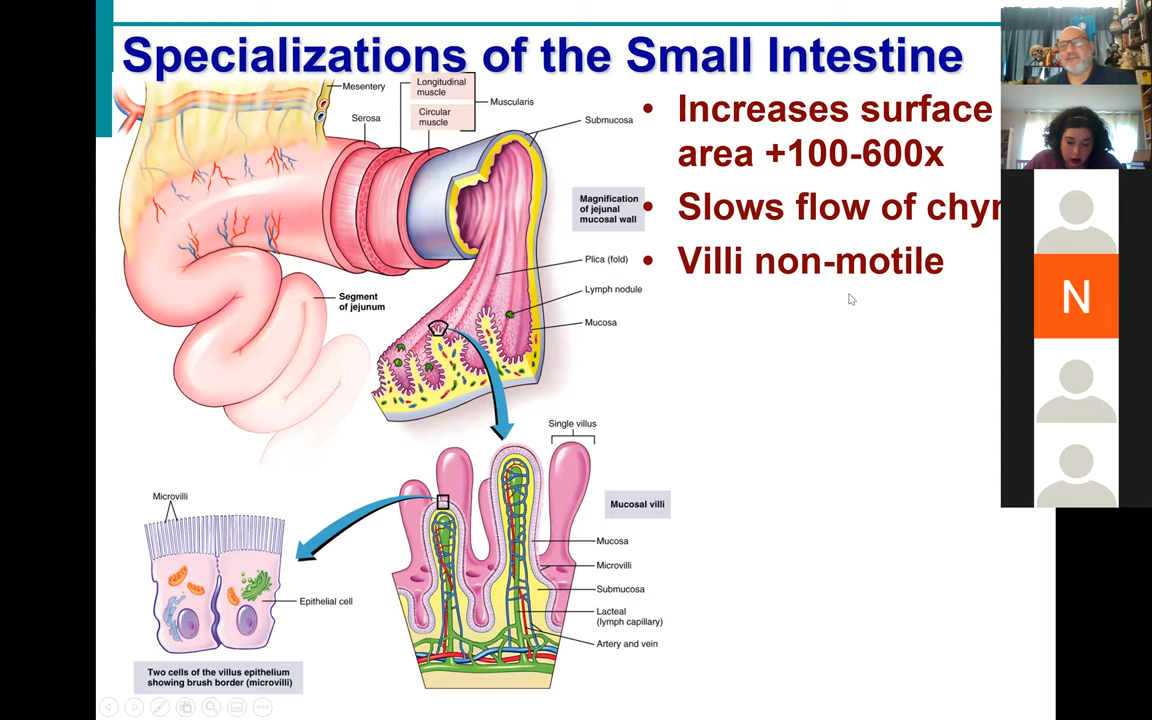 Specializations of the Small Intestine
Mesentery
Longitudinal
muscle
Muscularis
Serosa
Circular
muscle
Submucosa
Magnification
of jejunal
mucosal wall
Plica (fold)
Lymph nodule
Segment
of jejunum
Mucosa
• Increases surface
area +100-600x
• Slows flow of
• Villi non-motile
N
Single villus
Microvilli
Mucosal villi
Mucosa
Microvilli
Submucosa
Epithelial cell
Lacteal
(lymph capillary)
Artery and vein
Two cells of the villus epithelium
showing brush border (microvilli)